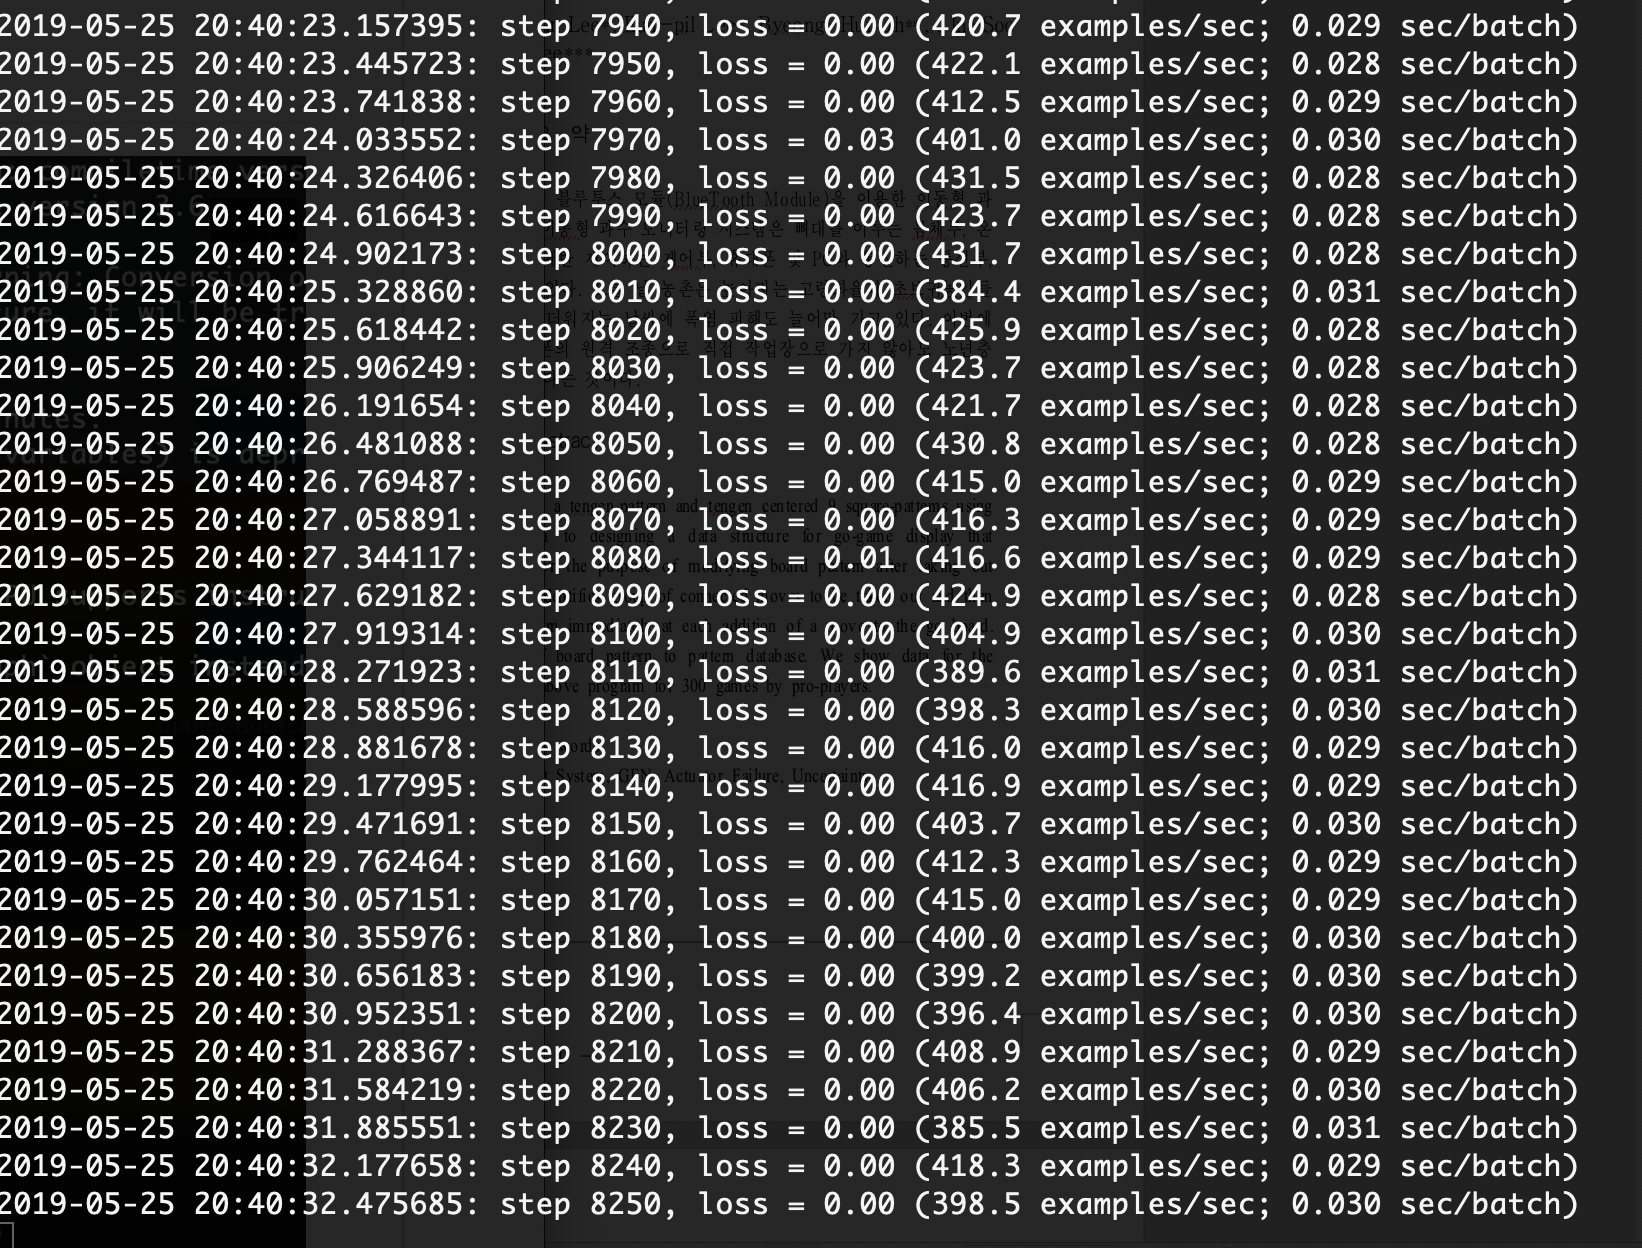 2019-05-25 20:40:23.157395: step 7940, loss = 0.00 (420.7 examples/sec; 0.029 sec/batch)
2019-05-25 20:40:23.445723: step 7950, loss = 0.00 (422.1 examples/sec; 0.028 sec/batch)
2019-05-25 20:40:23.741838: step 7960, loss = 0.00 (412.5 examples/sec; 0.029 sec/batch)
2019-05-25 20:40:24.033552: step 7970, loss = 0.03 (401.0 examples/sec; 0.030 sec/batch)
2019-05-25 20:40:24.326406: step 7980, loss = 0.00 (431.5 examples/sec; 0.028 sec/batch)
2019-05-25 20:40:24.616643: step 7990, loss = 0.00 (423.7 examples/sec; 0.028 sec/batch)
2019-05-25 20:40:24.902173: step 8000, loss = 0.00 (431.7 examples/sec; 0.028 sec/batch)
2019-05-25 20:40:25.328860: step 8010, loss = 0.00 (384.4 examples/sec; 0.031 sec/batch)
2019-05-25 20:40:25.618442: step 8020, loss = 0.00 (425.9 examples/sec; 0.028 sec/batch)
2019-05-25 20:40:25.906249: step 8030, loss = 0.00 (423.7 examples/sec; 0.028 sec/batch)
2019-05-25 20:40:26.191654: step 8040, loss = 0.00 (421.7 examples/sec; 0.028 sec/batch)
2019-05-25 20:40:26.481088: step 8050, loss = 0.00 (430.8 examples/sec; 0.028 sec/batch)
2019-05-25 20:40:26.769487: step 8060, loss = 0.00 (415.0 examples/sec; 0.029 sec/batch)
2019-05-25 20:40:27.058891: step 8070, loss = 0.00 (416.3 examples/sec; 0.029 sec/batch)
2019-05-25 20:40:27.344117: step 8080, loss = 0.01 (416.6 examples/sec; 0.029 sec/batch)
2019-05-25 20:40:27.629182: step 8090, loss = 0.00 (424.9 examples/sec; 0.028 sec/batch)
2019-05-25 20:40:27.919314: step 8100, loss = 0.00 (404.9 examples/sec; 0.030 sec/batch)
2019-05-25 20:40:28.271923: step 8110, loss = 0.00 (389.6 examples/sec; 0.031 sec/batch)
2019-05-25 20:40:28.588596: step 8120, loss = 0.00 (398.3 examples/sec; 0.030 sec/batch)
2019-05-25 20:40:28.881678: step 8130, loss = 0.00 (416.0 examples/sec; 0.029 sec/batch)
2019-05-25 20:40:29.177995: step 8140, loss = 0.00 (416.9 examples/sec; 0.029 sec/batch)
2019-05-25 20:40:29.471691: step 8150, loss = 0.00 (403.7 examples/sec; 0.030 sec/batch)
2019-05-25 20:40:29.762464: step 8160, loss = 0.00 (412.3 examples/sec; 0.029 sec/batch)
2019-05-25 20:40:30.057151: step 8170, loss = 0.00 (415.0 examples/sec; 0.029 sec/batch)
2019-05-25 20:40:30.355976: step 8180, loss = 0.00 (400.0 examples/sec; 0.030 sec/batch)
2019-05-25 20:40:30.656183: step 8190, loss = 0.00 (399.2 examples/sec; 0.030 sec/batch)
2019-05-25 20:40:30.952351: step 8200, loss = 0.00 (396.4 examples/sec; 0.030 sec/batch)
2019-05-25 20:40:31.288367: step 8210, loss = 0.00 (408.9 examples/sec; 0.029 sec/batch)
2019-05-25 20:40:31.584219: step 8220, loss = 0.00 (406.2 examples/sec; 0.030 sec/batch)
2019-05-25 20:40:31.885551: step 8230, loss = 0.00 (385.5 examples/sec; 0.031 sec/batch)
2019-05-25 20:40:32.177658: step 8240, loss = 0.00 (418.3 examples/sec; 0.029 sec/batch)
2019-05-25 20:40:32.475685: step 8250, loss = 0.00 (398.5 examples/sec; 0.030 sec/batch)